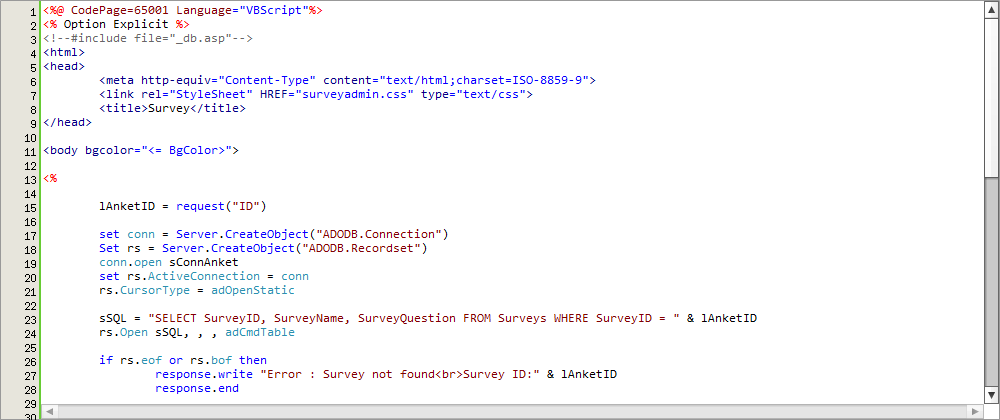 1 <%@ CodePage=65001 Language="VBScript"%>
2 <% Option Explicit %>
3 <!--#include file="_db.asp"-->
4 <html>
5 <head>
6 <meta http-equiv="Content-Type" content="text/html;charset=ISO-8859-9">
7 <link rel="StyleSheet" HREF="surveyadmin.css" type="text/css">
8 <title>Survey</title>
9 </head>
10
11 <body bgcolor="<= BgColor>">
12
13 <%
14
15 lAnketID = request("ID")
16
17 set conn = Server.CreateObject("ADODB.Connection")
18 Set rs = Server.CreateObject("ADODB.Recordset")
19 conn.open sConnAnket
20 set rs.ActiveConnection = conn
21 rs.CursorType = adOpenStatic
22
23 sSQL = "SELECT SurveyID, SurveyName, SurveyQuestion FROM Surveys WHERE SurveyID = " & lAnketID
24 rs.Open sSQL, , , adCmdTable
25
26 if rs.eof or rs.bof then
27 response.write "Error : Survey not found<br>Survey ID:" & lAnketID
28 response.end
29
30